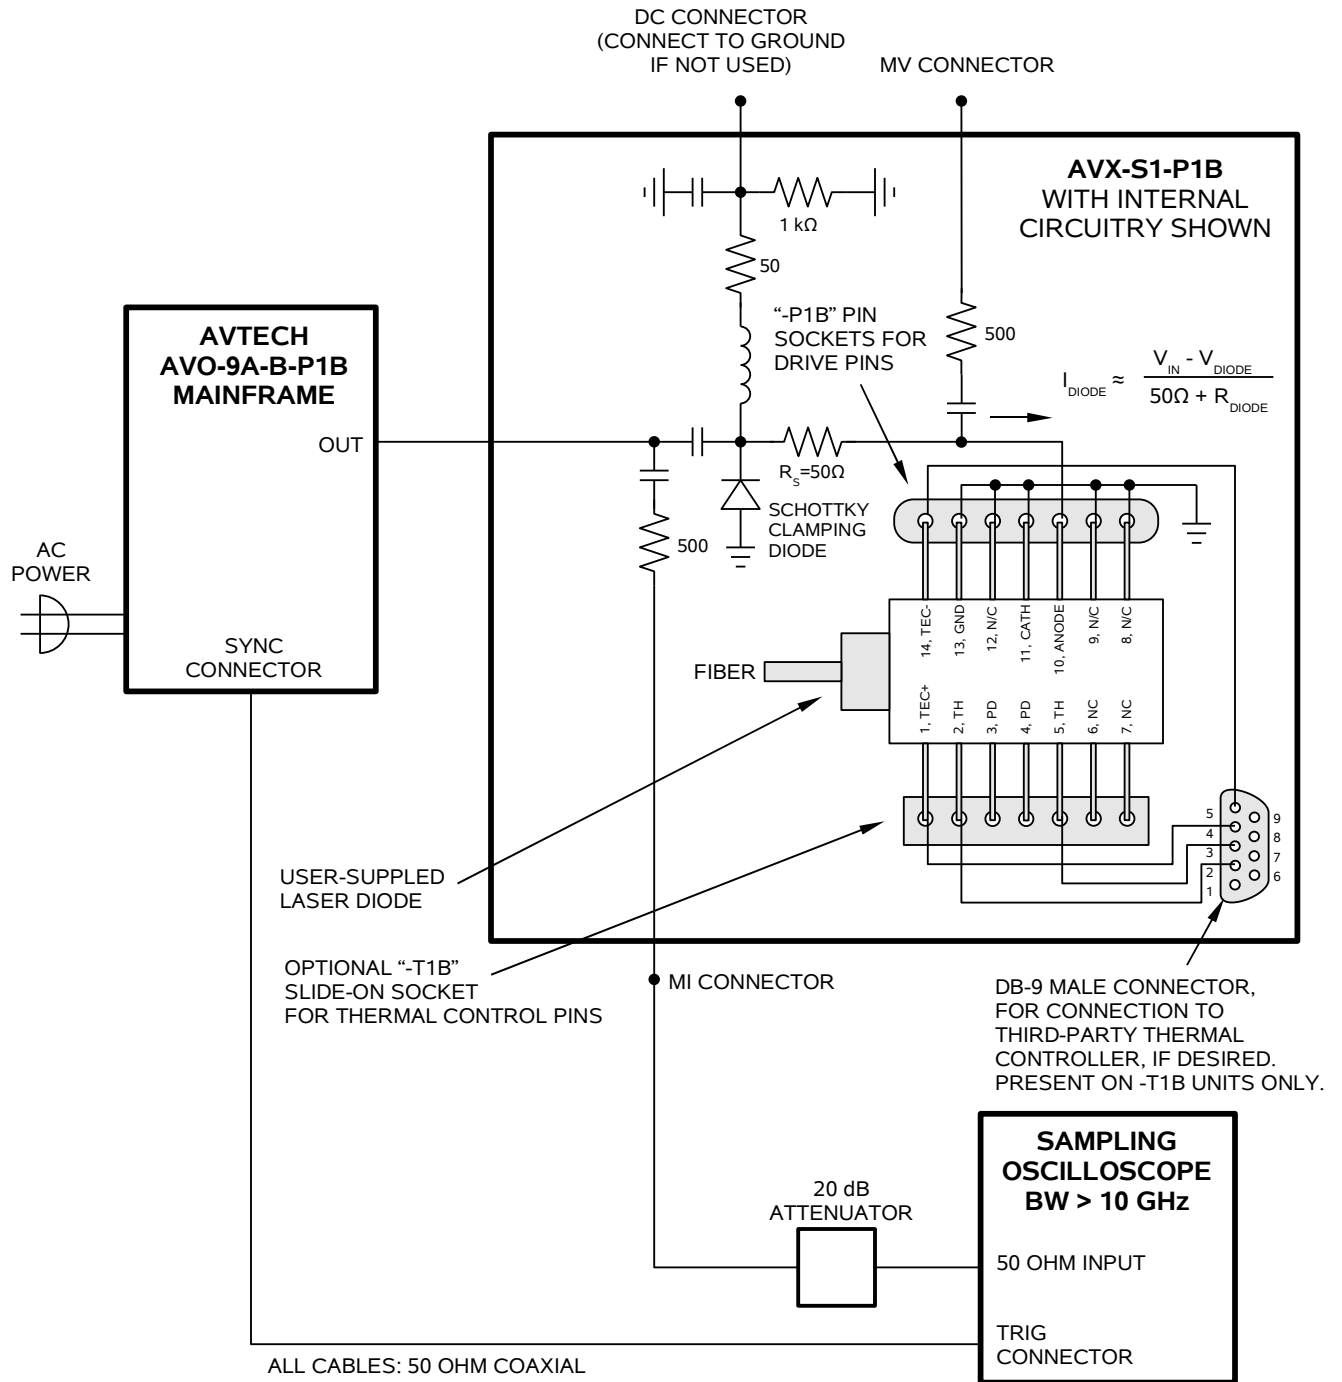 DC CONNECTOR
(CONNECT TO GROUND
IF NOT USED)
MV CONNECTOR
AVX-S1-P1B
WITH INTERNAL
CIRCUITRY SHOWN
1 kΩ
50
"-P1B" PIN
SOCKETS FOR
DRIVE PINS
500
I_DIODE ≈ V_IN - V_DIODE
50Ω + R_DIODE
AVTECH
AVO-9A-B-P1B
MAINFRAME
OUT
R_S=50Ω
SCHOTTKY
CLAMPING
DIODE
500
AC
POWER
SYNC
CONNECTOR
14, TEC-
13, GND
12, N/C
11, CATH
10, ANODE
9, N/C
8, N/C
FIBER
1, TEC+
2, TH
3, PD
4, PD
5, TH
6, NC
7, NC
5
4
3
2
1
9
8
7
6
USER-SUPPLED
LASER DIODE
OPTIONAL "-T1B"
SLIDE-ON SOCKET
FOR THERMAL CONTROL PINS
MI CONNECTOR
DB-9 MALE CONNECTOR,
FOR CONNECTION TO
THIRD-PARTY THERMAL
CONTROLLER, IF DESIRED.
PRESENT ON -T1B UNITS ONLY.
SAMPLING
OSCILLOSCOPE
BW > 10 GHz
20 dB
ATTENUATOR
50 OHM INPUT
TRIG
CONNECTOR
ALL CABLES: 50 OHM COAXIAL